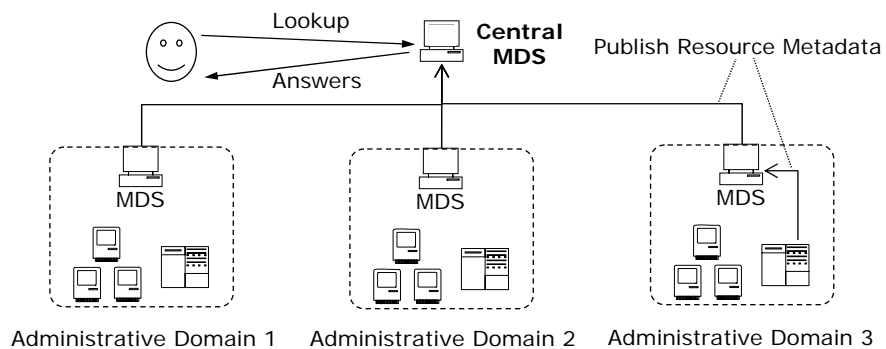 Lookup
Central
MDS
Publish Resource Metadata
Answers
MDS
MDS
MDS
Administrative Domain 1
Administrative Domain 2
Administrative Domain 3